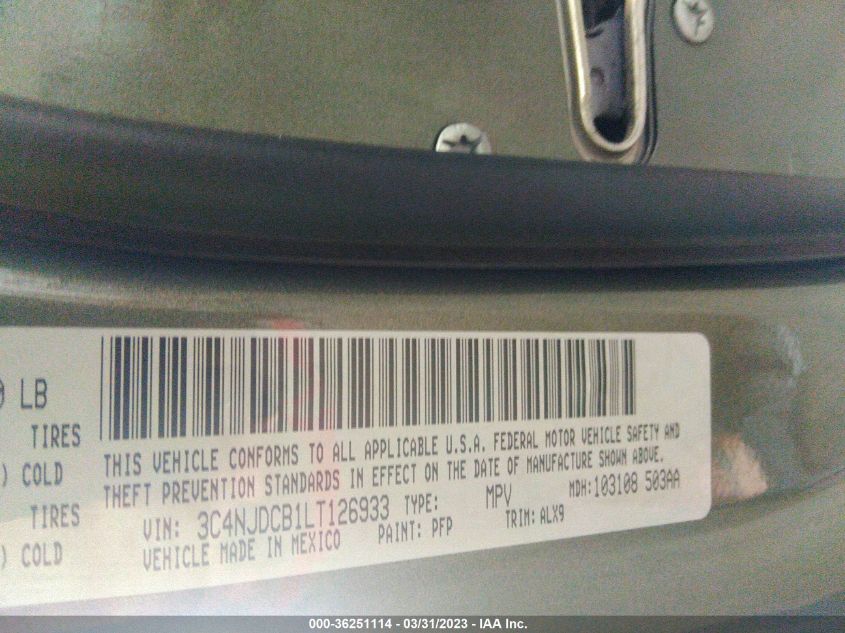 ) LB
TIRES
) COLD
TIRES
) COLD
THIS VEHICLE CONFORMS TO ALL APPLICABLE U.S.A. FEDERAL MOTOR VEHICLE SAFETY AND
THEFT PREVENTION STANDARDS IN EFFECT ON THE DATE OF MANUFACTURE SHOWN ABOVE.
VIN: 3C4NJDCB1LT126933 TYPE: MPV MDH:103108 503AA
VEHICLE MADE IN MEXICO PAINT: PFP TRIM: ALX9
000-36251114 — 03/31/2023 - IAA Inc.